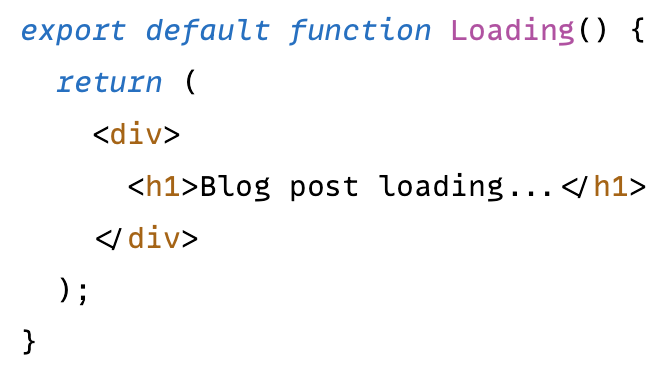 export default function Loading() {
  return (
    <div>
      <h1>Blog post loading...</h1>
    </div>
  );
}